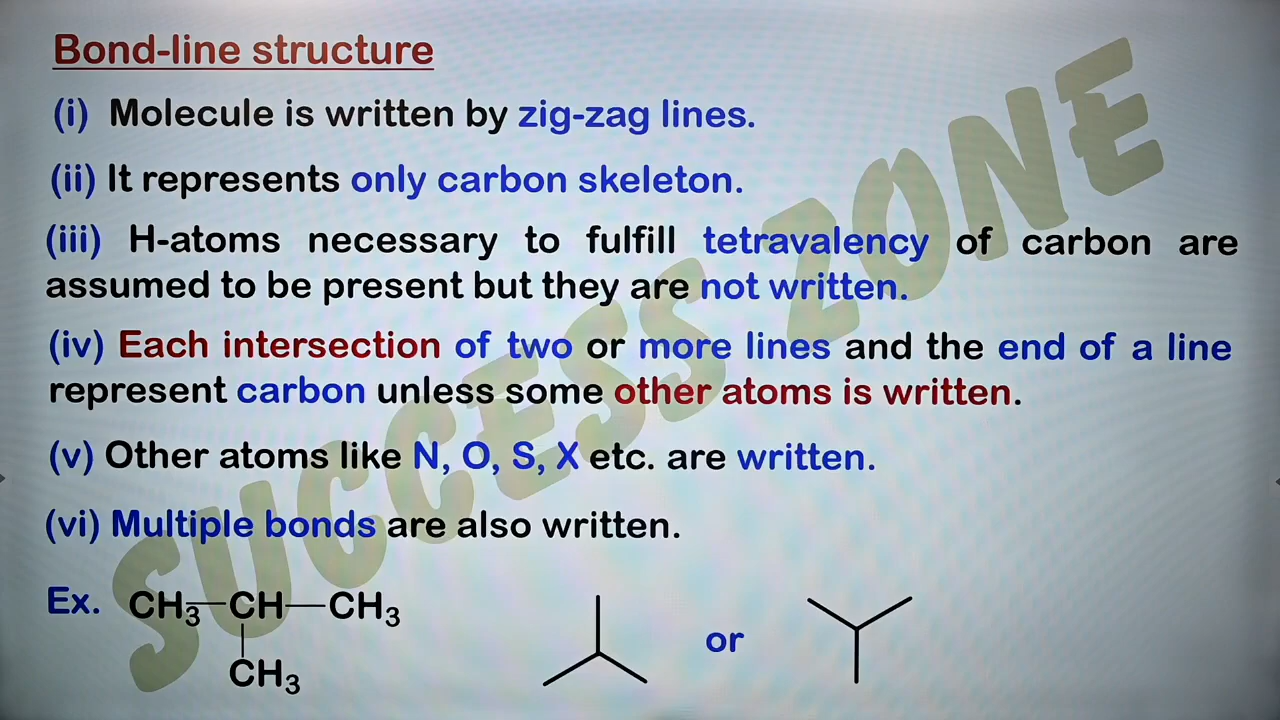 Bond-line structure
(i) Molecule is written by zig-zag lines.
(ii) It represents only carbon skeleton.
(iii) H-atoms necessary to fulfill tetravalency of carbon are
assumed to be present but they are not written.
(iv) Each intersection of two or more lines and the end of a line
represent carbon unless some other atoms is written.
(v) Other atoms like N, O, S, X etc. are written.
(vi) Multiple bonds are also written.
Ex. CH3—CH—CH3
CH3
or
SUCCESS ZONE